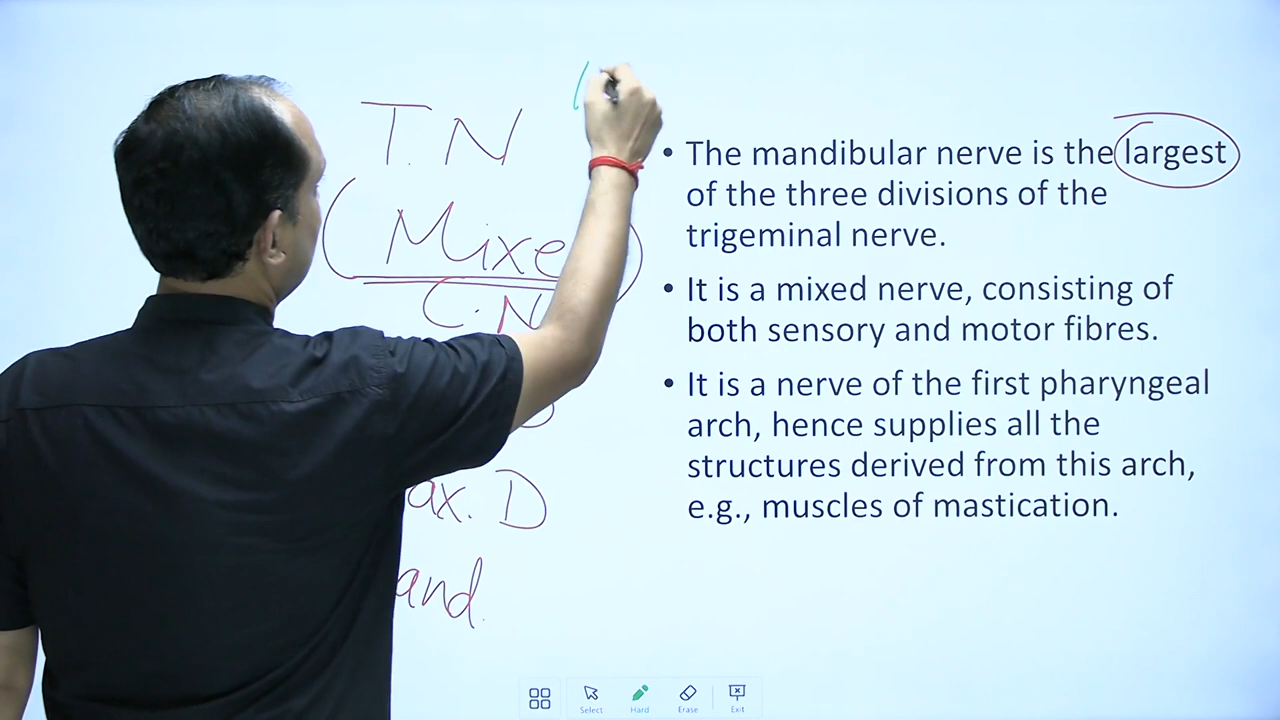 T. N
Mixe
C. N
ax. D
and.
• The mandibular nerve is the largest
of the three divisions of the
trigeminal nerve.
• It is a mixed nerve, consisting of
both sensory and motor fibres.
• It is a nerve of the first pharyngeal
arch, hence supplies all the
structures derived from this arch,
e.g., muscles of mastication.
Select
Hard
Erase
Exit